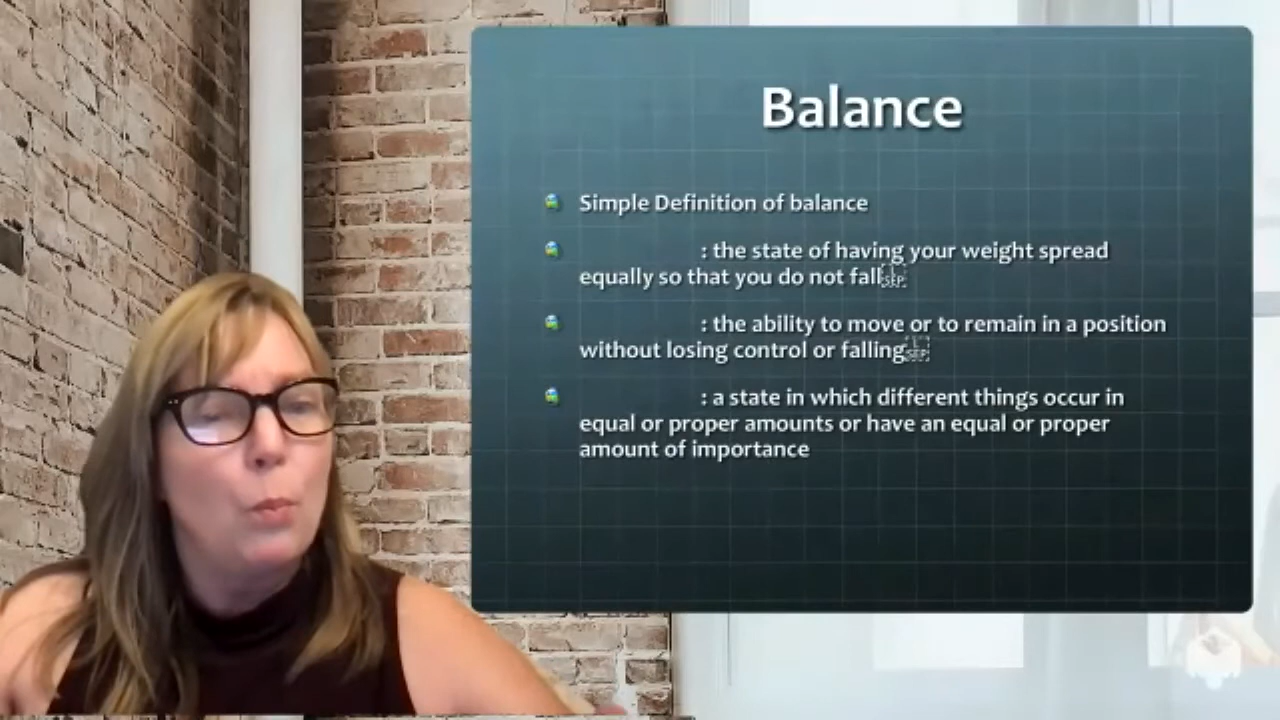 Balance
Simple Definition of balance
: the state of having your weight spread
equally so that you do not fall
: the ability to move or to remain in a position
without losing control or falling
: a state in which different things occur in
equal or proper amounts or have an equal or proper
amount of importance